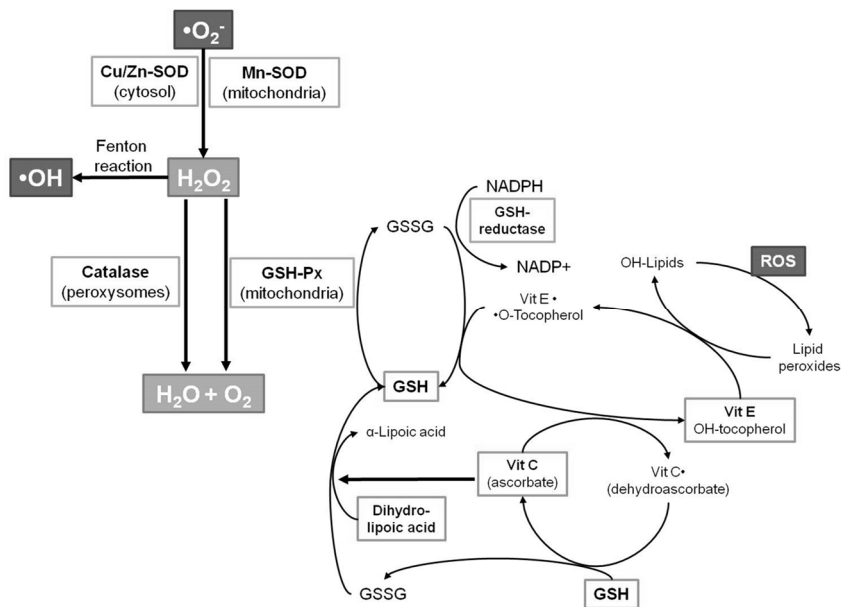 •O₂⁻
Cu/Zn-SOD
(cytosol)
Mn-SOD
(mitochondria)
Fenton
reaction
•OH
H₂O₂
Catalase
(peroxysomes)
GSH-Px
(mitochondria)
H₂O + O₂
NADPH
GSH-
reductase
GSSG
NADP+
OH-Lipids
ROS
Vit E •
•O-Tocopherol
Lipid
peroxides
GSH
Vit E
OH-tocopherol
α-Lipoic acid
Vit C
(ascorbate)
Vit C•
(dehydroascorbate)
Dihydro-
lipoic acid
GSSG
GSH